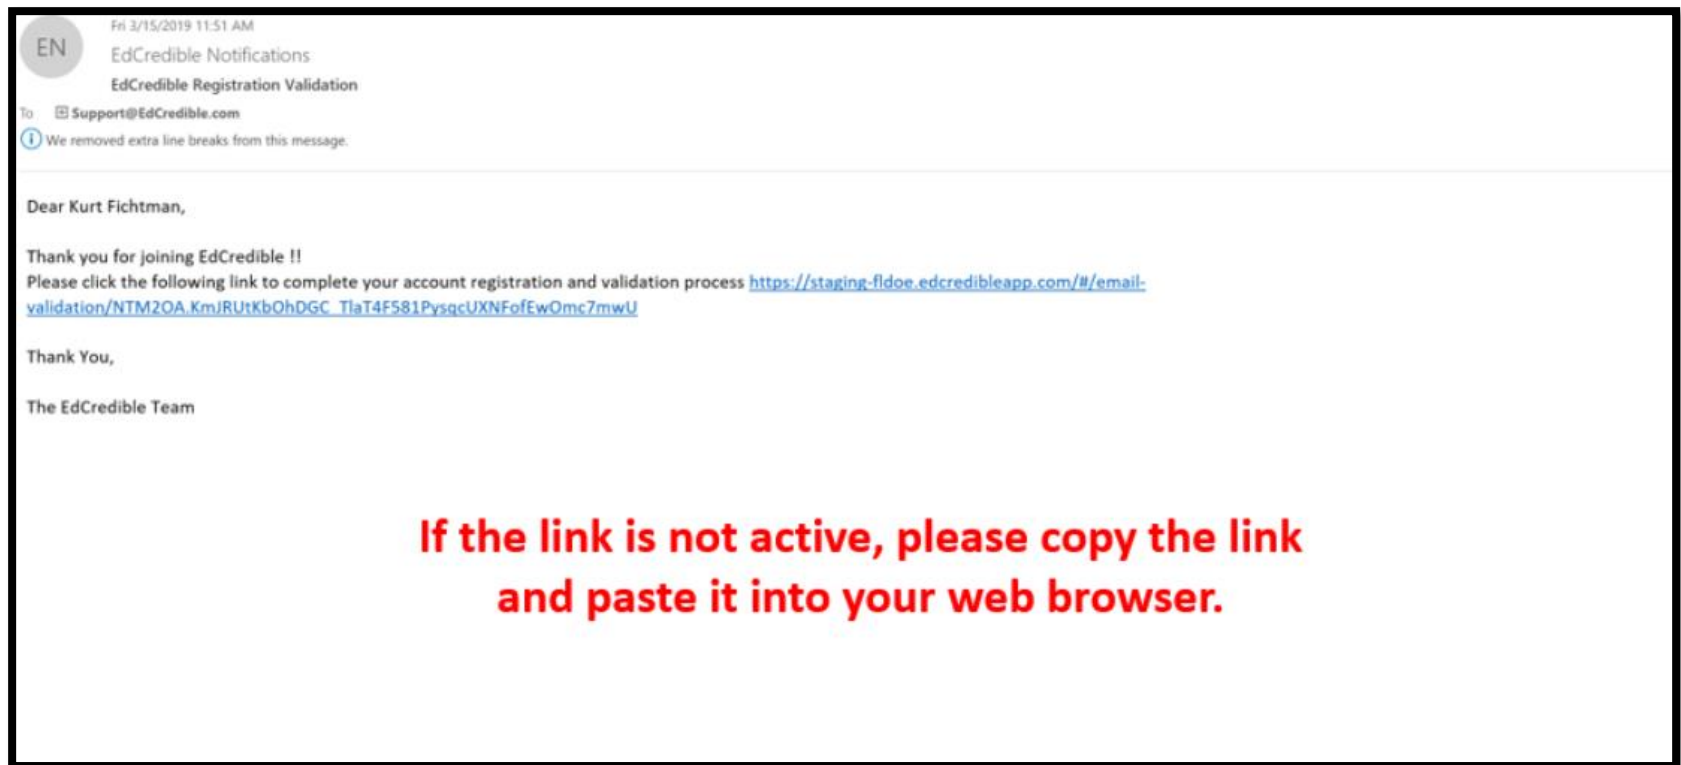 Fri 3/15/2019 11:51 AM
EN
EdCredible Notifications
EdCredible Registration Validation
To Support@EdCredible.com
We removed extra line breaks from this message.
Dear Kurt Fichtman,
Thank you for joining EdCredible !!
Please click the following link to complete your account registration and validation process https://staging-fldoe.edcredibleapp.com/#/email-
validation/NTM2OA.KmJRUtKbOhDGC_TlaT4F581PysqcUXNFofEwOmc7mwU
Thank You,
The EdCredible Team
If the link is not active, please copy the link
and paste it into your web browser.